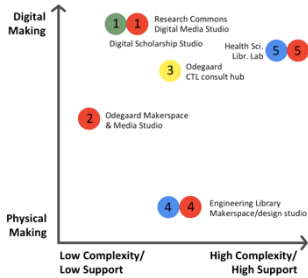 Digital
Making
1 1
Research Commons
Digital Media Studio
Digital Scholarship Studio
Health Sci.
Libr. Lab
5 5
3
Odegaard
CTL consult hub
2
Odegaard Makerspace
& Media Studio
4 4
Engineering Library
Makerspace/design studio
Physical
Making
Low Complexity/
Low Support
High Complexity/
High Support